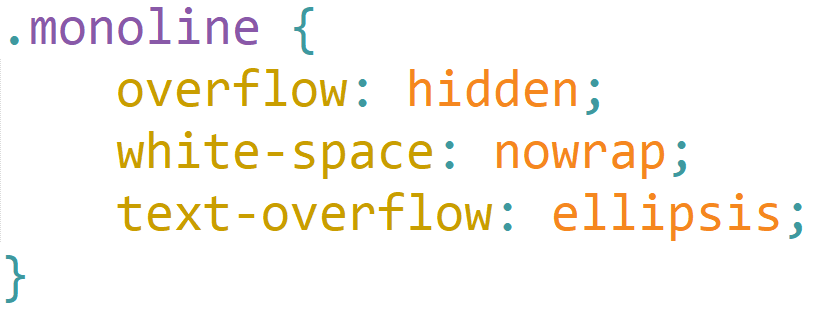 .monoline {
    overflow: hidden;
    white-space: nowrap;
    text-overflow: ellipsis;
}